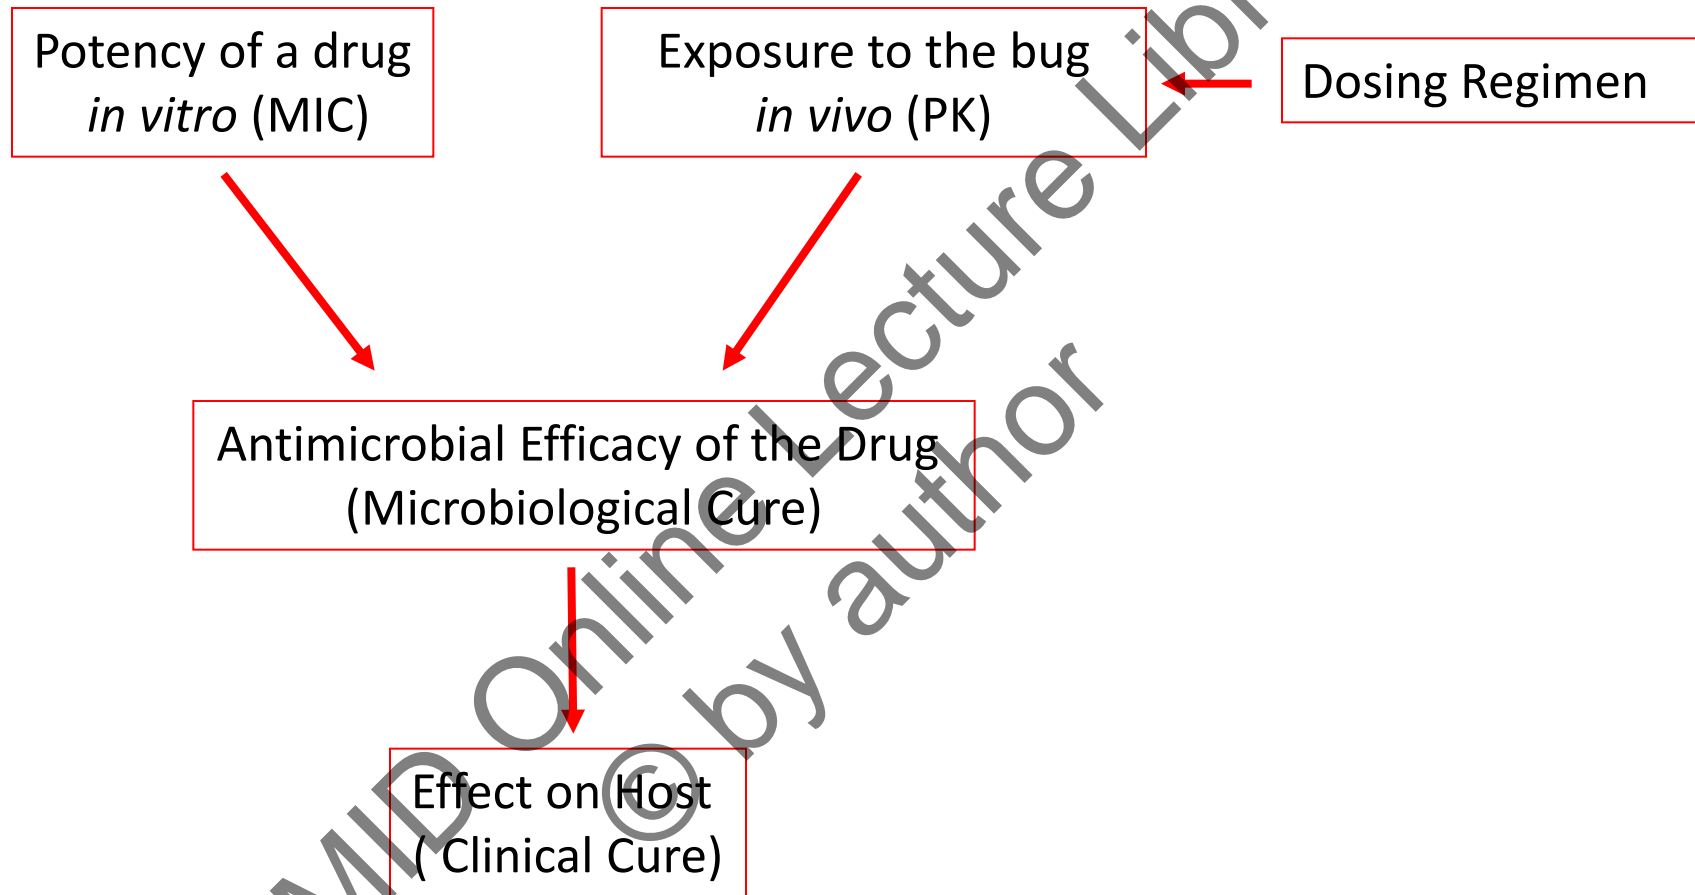 Potency of a drug
in vitro (MIC)
Exposure to the bug
in vivo (PK)
Dosing Regimen
Antimicrobial Efficacy of the Drug
(Microbiological Cure)
Effect on Host
( Clinical Cure)
Online Lecture
© by author